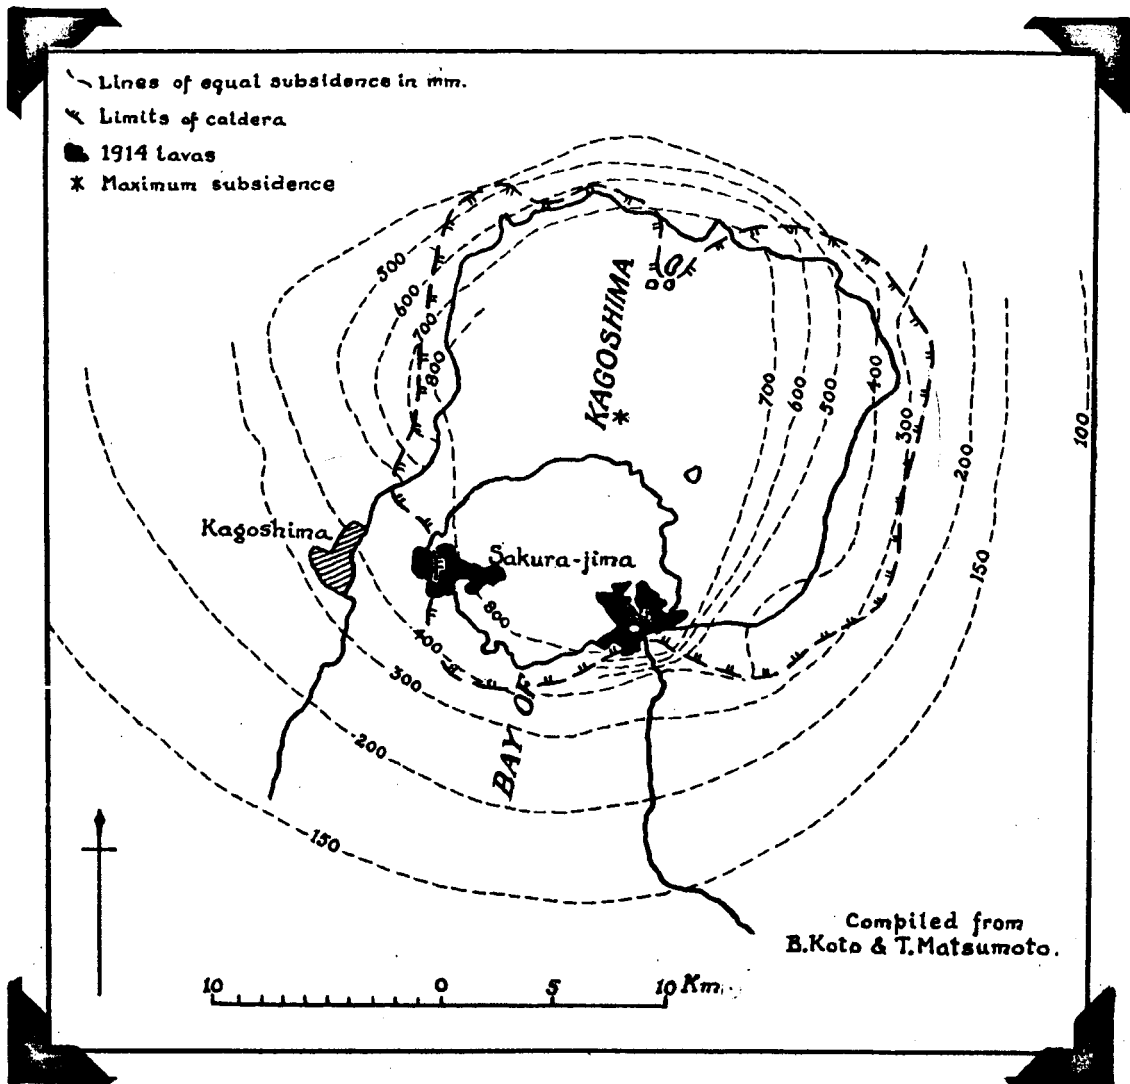 Lines of equal subsidence in mm.
Limits of caldera
1914 lavas
Maximum subsidence
300
600
700
800
KAGOSHIMA
700
600
500
400
300
200
150
100
Kagoshima
Sakura-jima
800
400
300
200
150
BAY OF
Compiled from
B.Koto & T.Matsumoto.
10 0 5 10 Km.